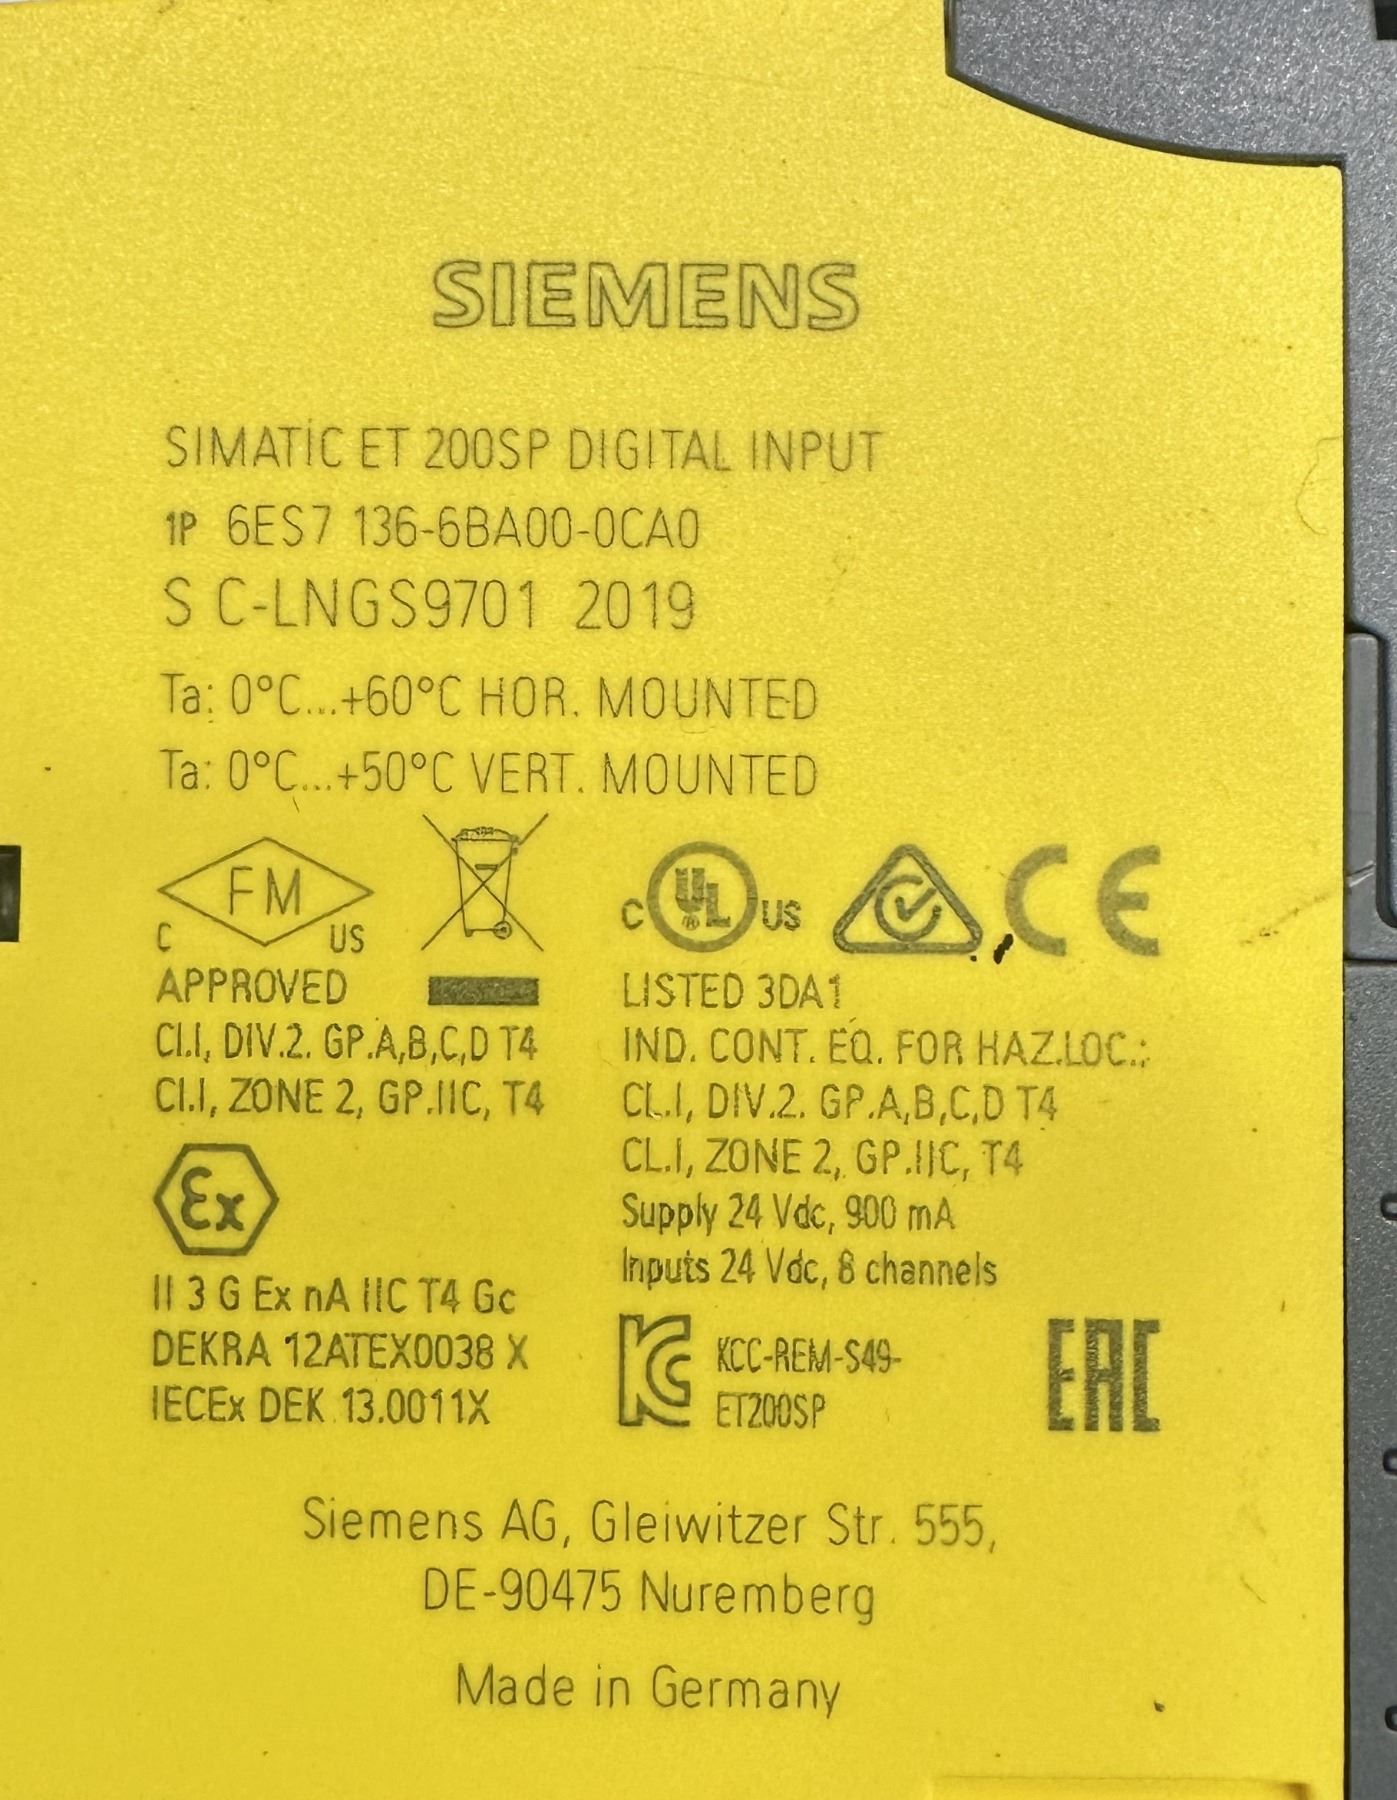 SIEMENS
SIMATIC ET 200SP DIGITAL INPUT
1P 6ES7 136-6BA00-0CA0
S C-LNGS9701 2019
Ta: 0°C...+60°C HOR. MOUNTED
Ta: 0°C...+50°C VERT. MOUNTED
FM
C US
APPROVED
CI.I, DIV.2. GP.A,B,C,D T4
CI.I, ZONE 2, GP.IIC, T4
C UL US
CE
LISTED 3DA1
IND. CONT. EQ. FOR HAZ.LOC.:
CL.I, DIV.2. GP.A,B,C,D T4
CL.I, ZONE 2, GP.IIC, T4
Supply 24 Vdc, 900 mA
Inputs 24 Vdc, 8 channels
Ex
II 3 G Ex nA IIC T4 Gc
DEKRA 12ATEX0038 X
IECEx DEK 13.0011X
KC
KCC-REM-S49-
ET200SP
EAC
Siemens AG, Gleiwitzer Str. 555,
DE-90475 Nuremberg
Made in Germany